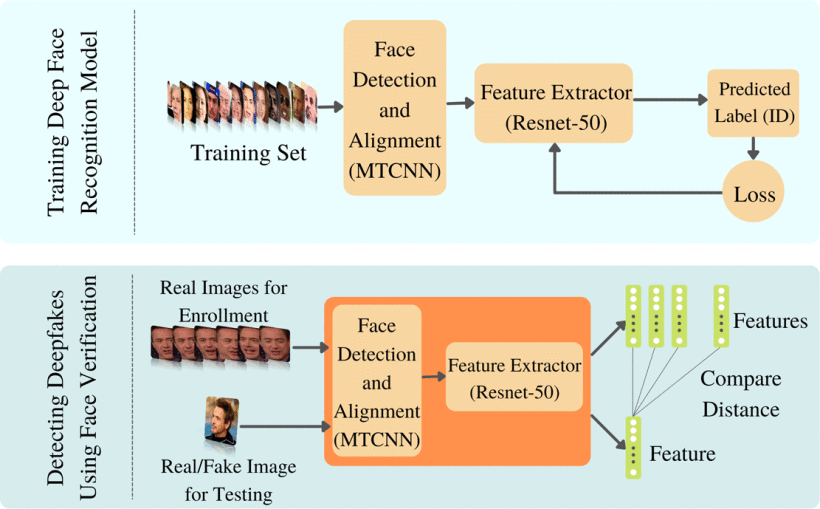 Training Deep Face
Recognition Model
Training Set
Face
Detection
and
Alignment
(MTCNN)
Feature Extractor
(Resnet-50)
Predicted
Label (ID)
Loss
Detecting Deepfakes
Using Face Verification
Real Images for
Enrollment
Real/Fake Image
for Testing
Face
Detection
and
Alignment
(MTCNN)
Feature Extractor
(Resnet-50)
Features
Compare
Distance
Feature